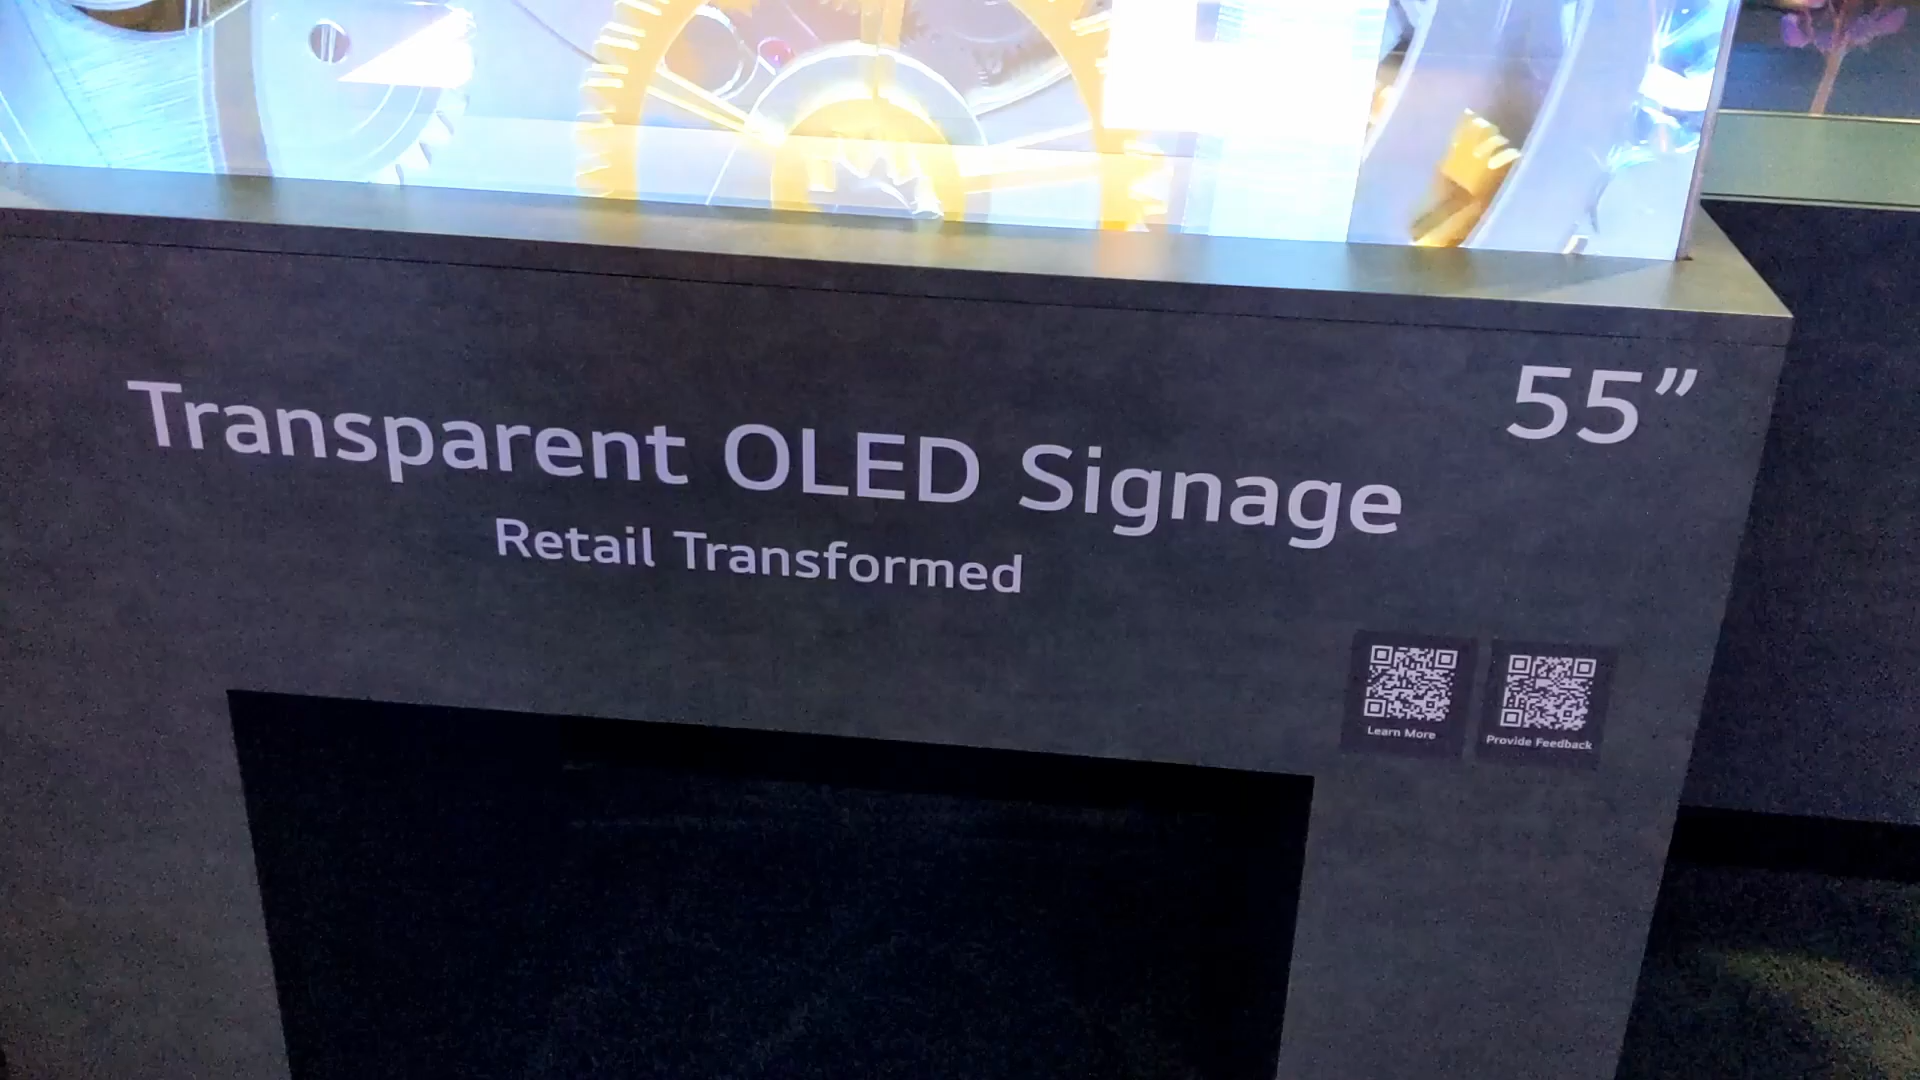 55”
Transparent OLED Signage
Retail Transformed
Learn More
Provide Feedback